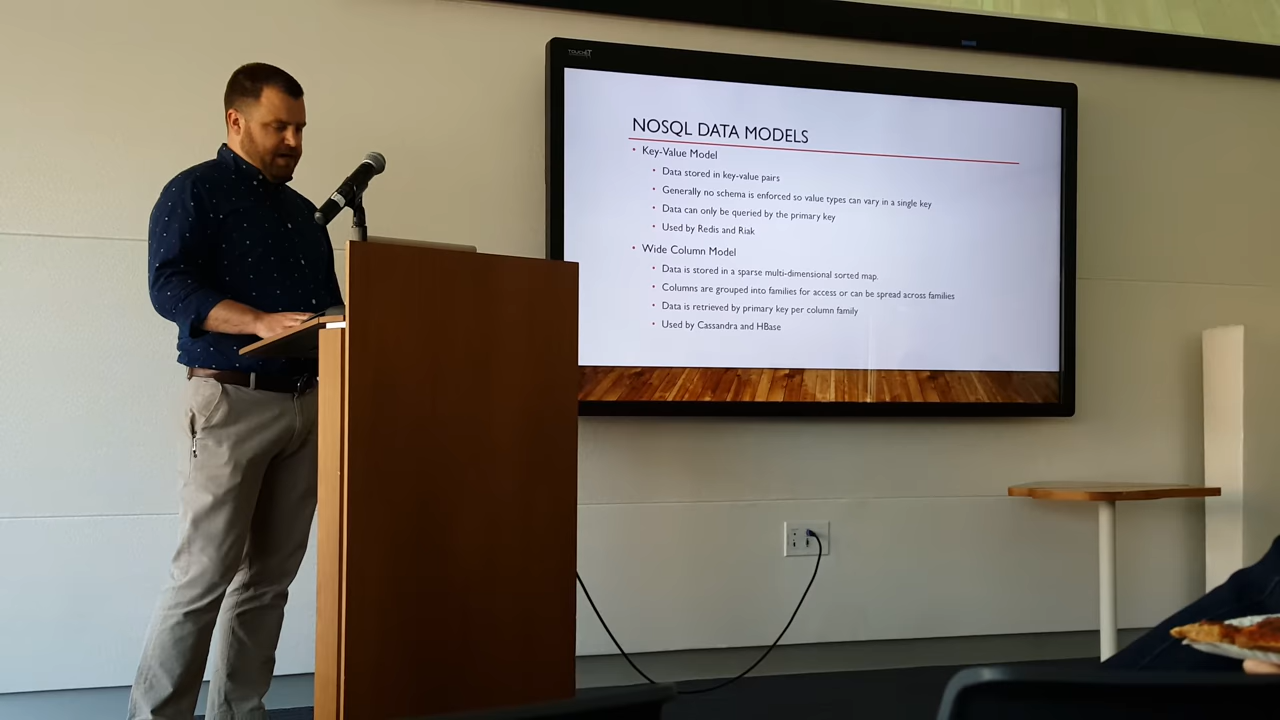 TOUCHIT
NOSQL DATA MODELS
• Key-Value Model
• Data stored in key-value pairs
• Generally no schema is enforced so value types can vary in a single key
• Data can only be queried by the primary key
• Used by Redis and Riak
• Wide Column Model
• Data is stored in a sparse multi-dimensional sorted map.
• Columns are grouped into families for access or can be spread across families
• Data is retrieved by primary key per column family
• Used by Cassandra and HBase